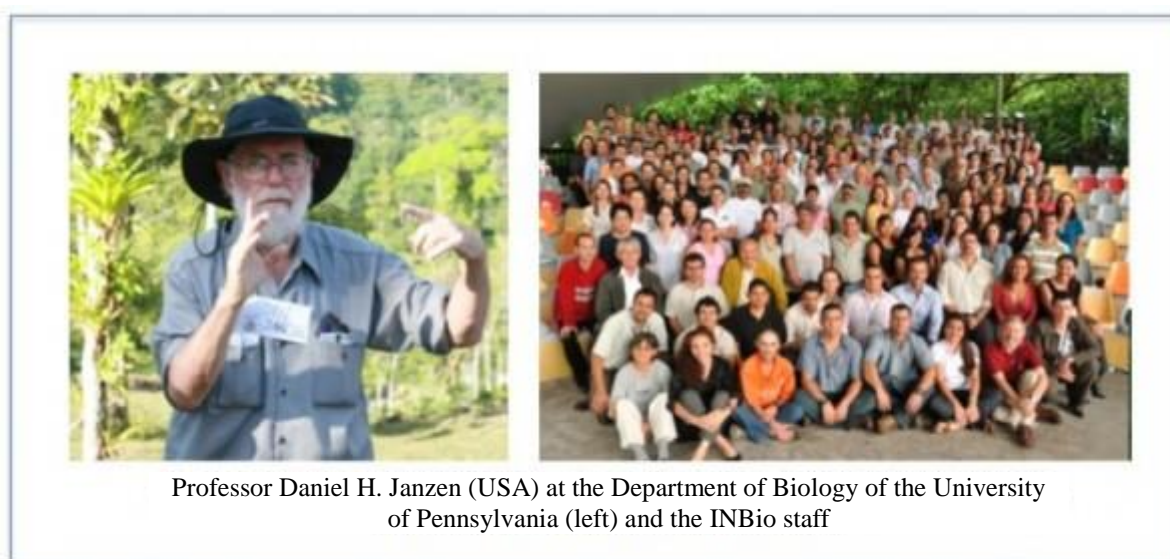 Professor Daniel H. Janzen (USA) at the Department of Biology of the University
of Pennsylvania (left) and the INBio staff